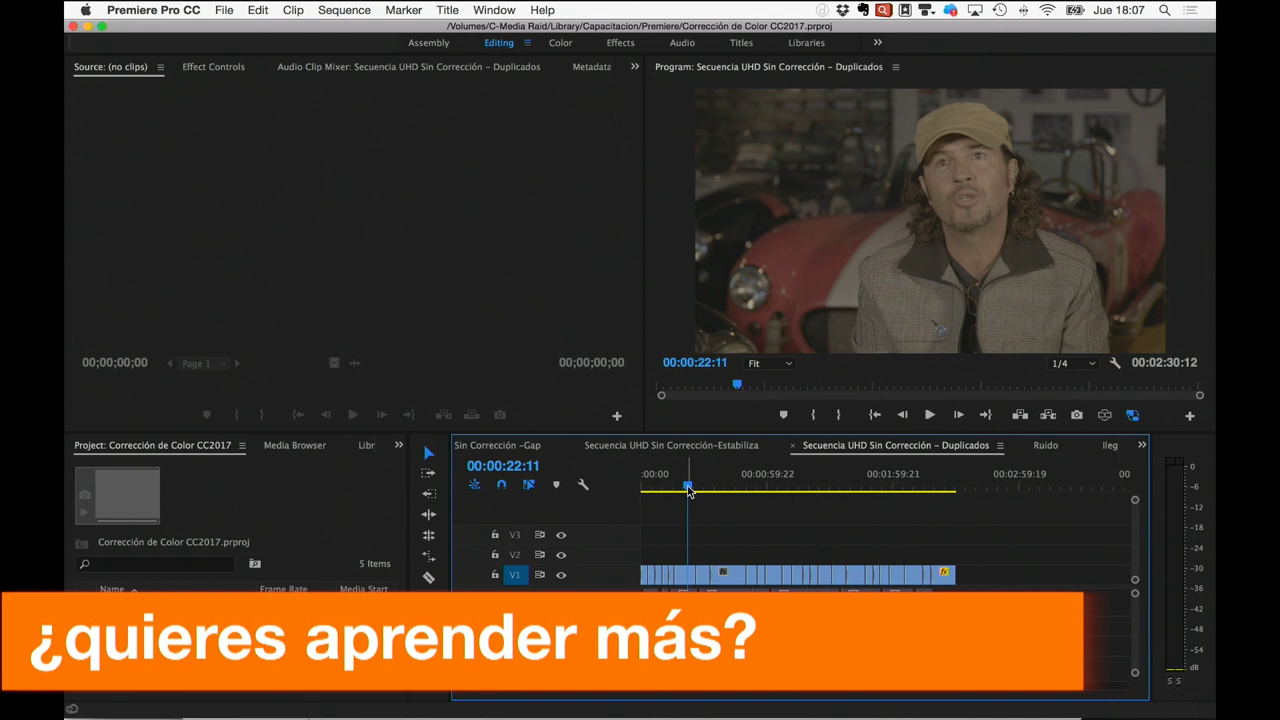 Premiere Pro CC File Edit Clip Sequence Marker Title Window Help Jue 18:07
/Volumes/C-Media Raid/Library/Capacitacion/Premiere/Corrección de Color CC2017.prproj
Assembly Editing Color Effects Audio Titles Libraries
Source: (no clips) Effect Controls Audio Clip Mixer: Secuencia UHD Sin Corrección – Duplicados Metadata
Program: Secuencia UHD Sin Corrección – Duplicados
00;00;00;00 Page 1 00;00;00;00
00:00:22:11 Fit 1/4 00:02:30:12
Project: Corrección de Color CC2017 Media Browser Libr
Sin Corrección -Gap Secuencia UHD Sin Corrección-Estabiliza × Secuencia UHD Sin Corrección – Duplicados Ruido Ileg
00:00:22:11
:00:00 00:00:59:22 00:01:59:21 00:02:59:19 00
Corrección de Color CC2017.prproj
5 Items
Name Frame Rate Media Start
V3
V2
V1
fx fx
0
-6
-12
-18
-24
-30
-36
-42
-48
-54
dB
S S
¿quieres aprender más?